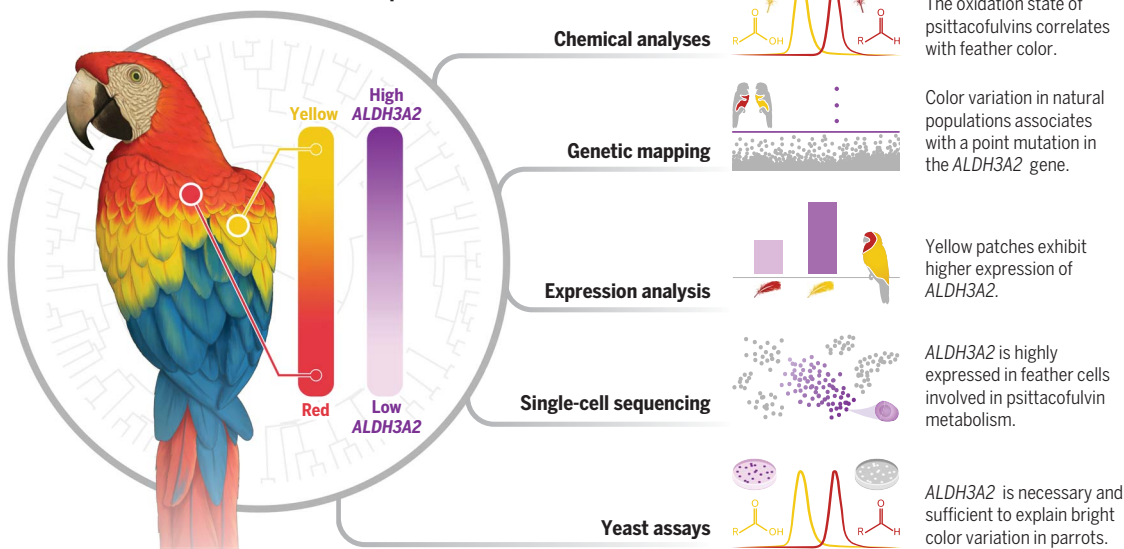 The oxidation state of
psittacofulvins correlates
with feather color.
Chemical analyses
R
O
OH
R
O
H
High
ALDH3A2
Yellow
Red
Low
ALDH3A2
Genetic mapping
Color variation in natural
populations associates
with a point mutation in
the ALDH3A2 gene.
Expression analysis
Yellow patches exhibit
higher expression of
ALDH3A2.
Single-cell sequencing
ALDH3A2 is highly
expressed in feather cells
involved in psittacofulvin
metabolism.
Yeast assays
R
O
OH
R
O
H
ALDH3A2 is necessary and
sufficient to explain bright
color variation in parrots.